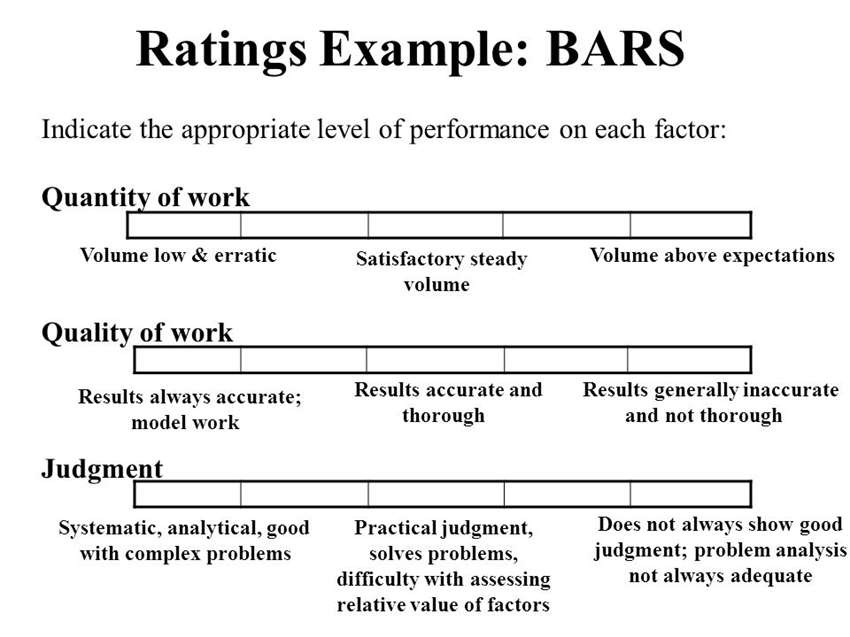 Ratings Example: BARS
Indicate the appropriate level of performance on each factor:
Quantity of work
Volume low & erratic
Satisfactory steady
volume
Volume above expectations
Quality of work
Results always accurate;
model work
Results accurate and
thorough
Results generally inaccurate
and not thorough
Judgment
Systematic, analytical, good
with complex problems
Practical judgment,
solves problems,
difficulty with assessing
relative value of factors
Does not always show good
judgment; problem analysis
not always adequate